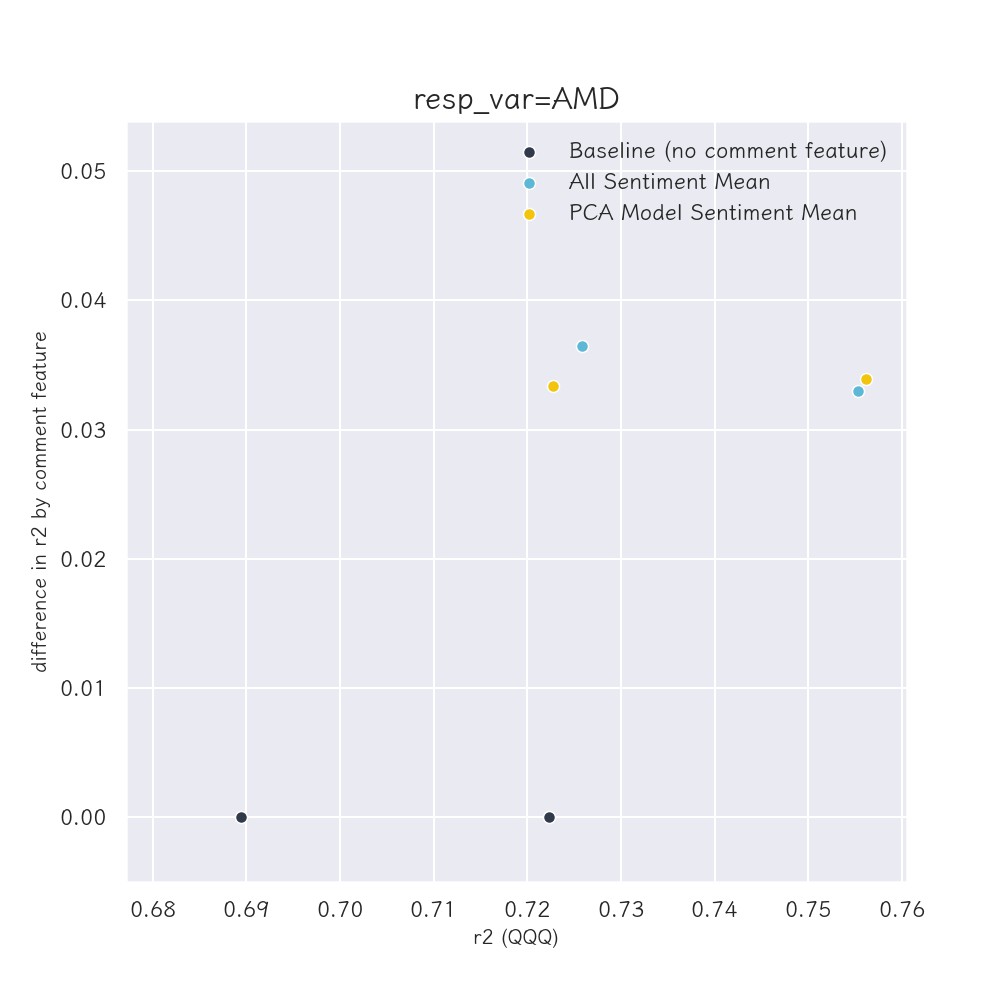 resp_var=AMD
Baseline (no comment feature)
All Sentiment Mean
PCA Model Sentiment Mean
difference in r2 by comment feature
0.05
0.04
0.03
0.02
0.01
0.00
0.68 0.69 0.70 0.71 0.72 0.73 0.74 0.75 0.76
r2 (QQQ)